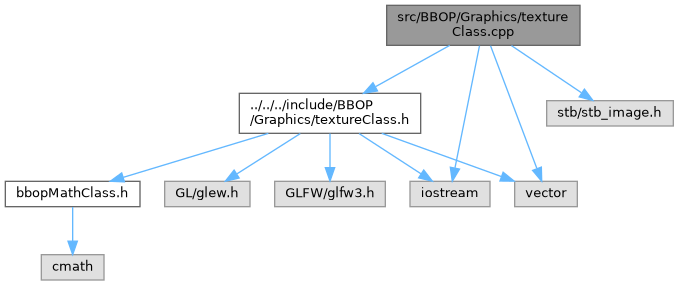 src/BBOP/Graphics/texture
Class.cpp
../../../include/BBOP
/Graphics/textureClass.h
stb/stb_image.h
bbopMathClass.h
GL/glew.h
GLFW/glfw3.h
iostream
vector
cmath